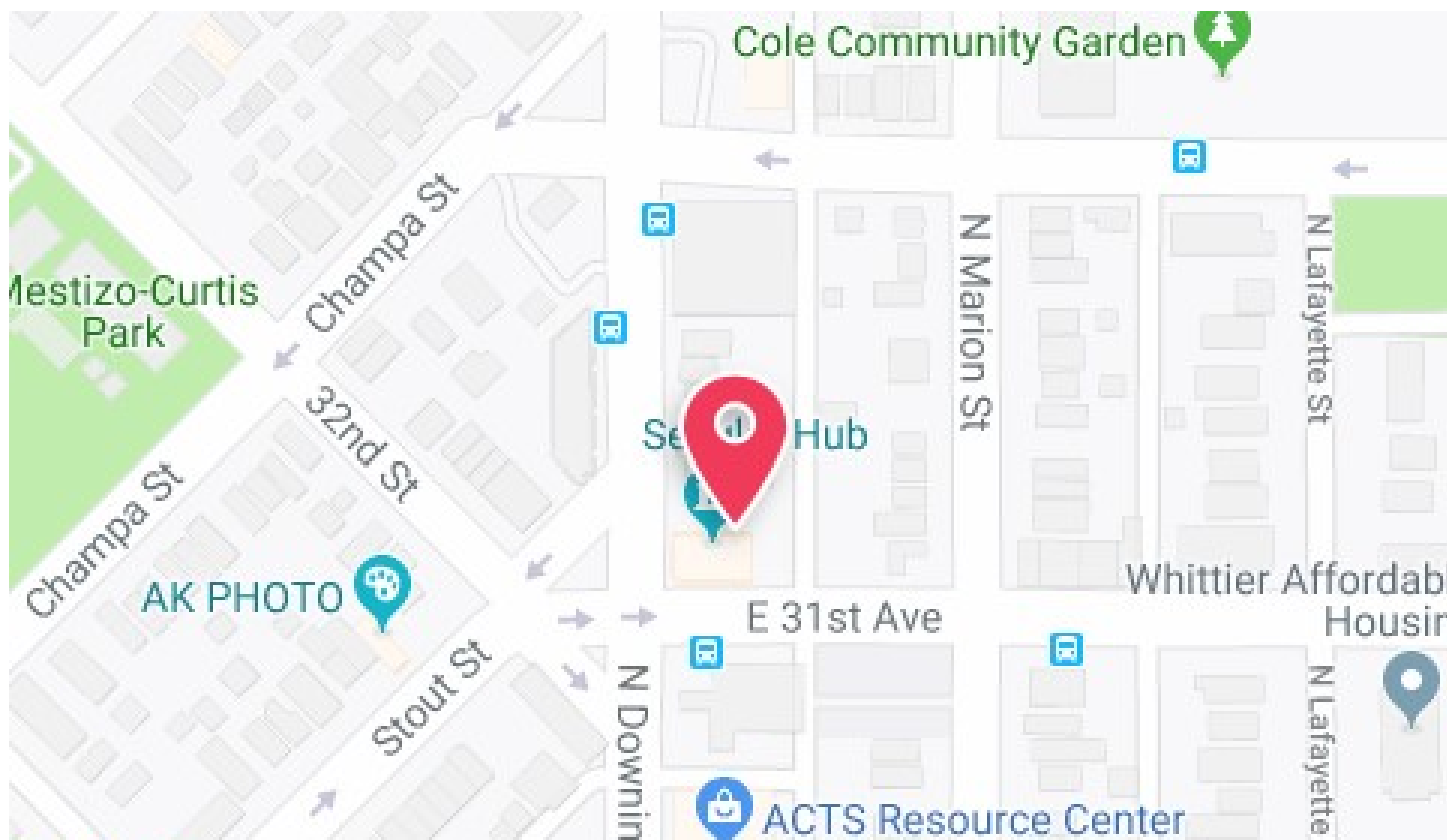 Cole Community Garden
Champa St
N Marion St
N Lafayette St
Mestizo-Curtis
Park
32nd St
Hub
Champa St
AK PHOTO
Whittier
Housin
E 31st Ave
Stout St
N Downin
N Lafayette
ACTS Resource Center